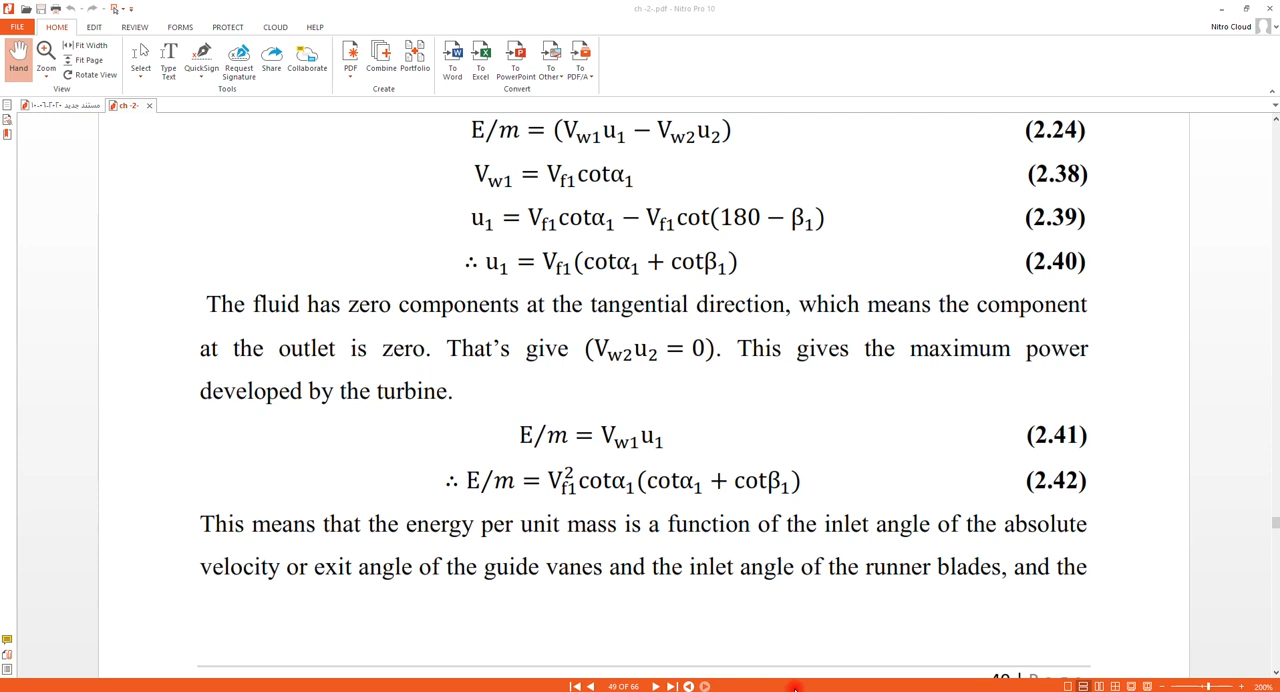 ch -2-.pdf - Nitro Pro 10
FILE HOME EDIT REVIEW FORMS PROTECT CLOUD HELP
Nitro Cloud
Hand Zoom Fit Width Fit Page Rotate View
Select Type Text QuickSign Request Signature Share Collaborate
PDF Combine Portfolio
To Word To Excel To PowerPoint To Other To PDF/A
View Tools Create Convert
ch -2-
E/m = (Vw1u1 − Vw2u2) (2.24)
Vw1 = Vf1cotα1 (2.38)
u1 = Vf1cotα1 − Vf1cot(180 − β1) (2.39)
∴ u1 = Vf1(cotα1 + cotβ1) (2.40)
The fluid has zero components at the tangential direction, which means the component
at the outlet is zero. That’s give (Vw2u2 = 0). This gives the maximum power
developed by the turbine.
E/m = Vw1u1 (2.41)
∴ E/m = V²f1cotα1(cotα1 + cotβ1) (2.42)
This means that the energy per unit mass is a function of the inlet angle of the absolute
velocity or exit angle of the guide vanes and the inlet angle of the runner blades, and the
49 OF 66
200%